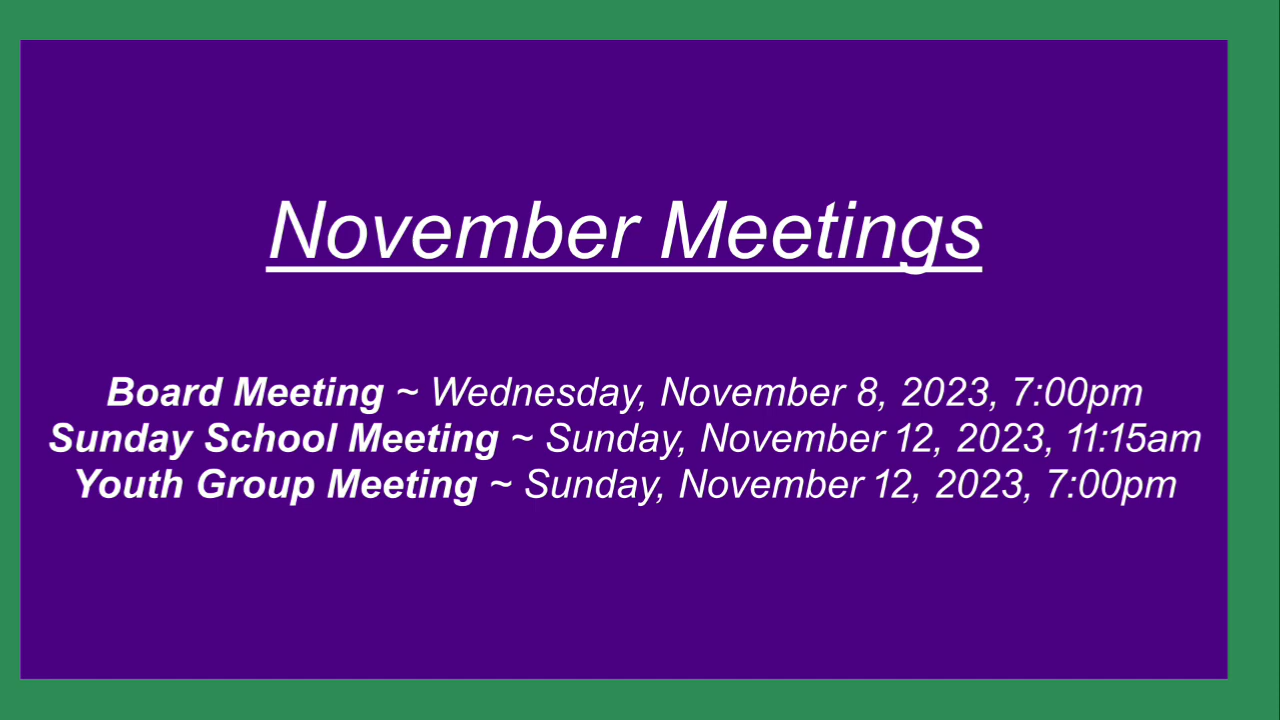 November Meetings
Board Meeting ~ Wednesday, November 8, 2023, 7:00pm
Sunday School Meeting ~ Sunday, November 12, 2023, 11:15am
Youth Group Meeting ~ Sunday, November 12, 2023, 7:00pm